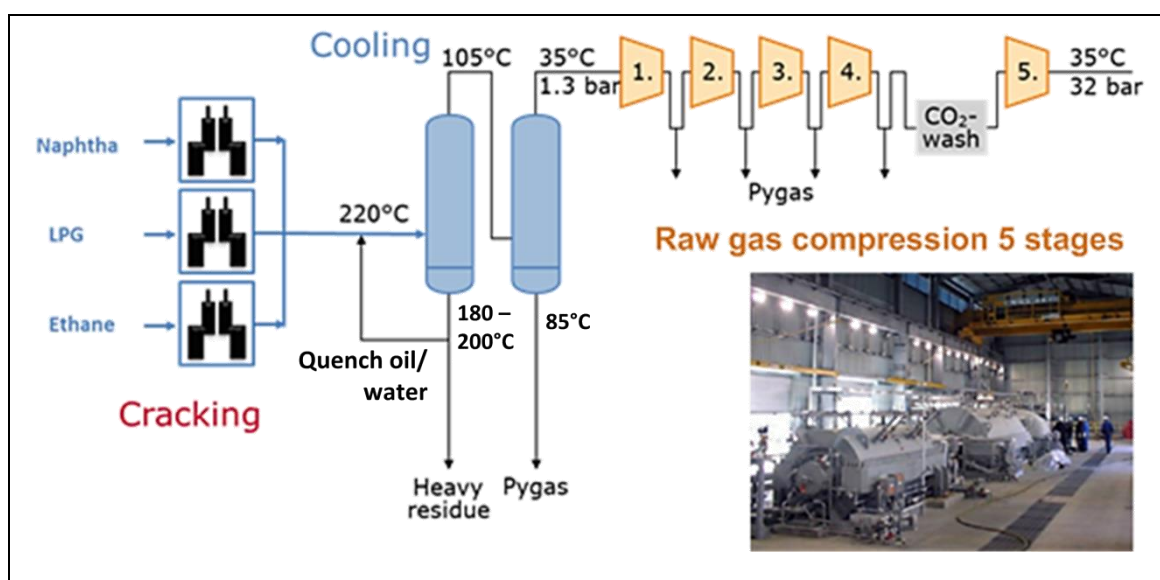 Cooling
105°C
35°C
1.3 bar
1.
2.
3.
4.
5.
35°C
32 bar
CO₂-
wash
Pygas
Naphtha
LPG
Ethane
220°C
Raw gas compression 5 stages
180 –
200°C
85°C
Quench oil/
water
Cracking
Heavy
residue
Pygas